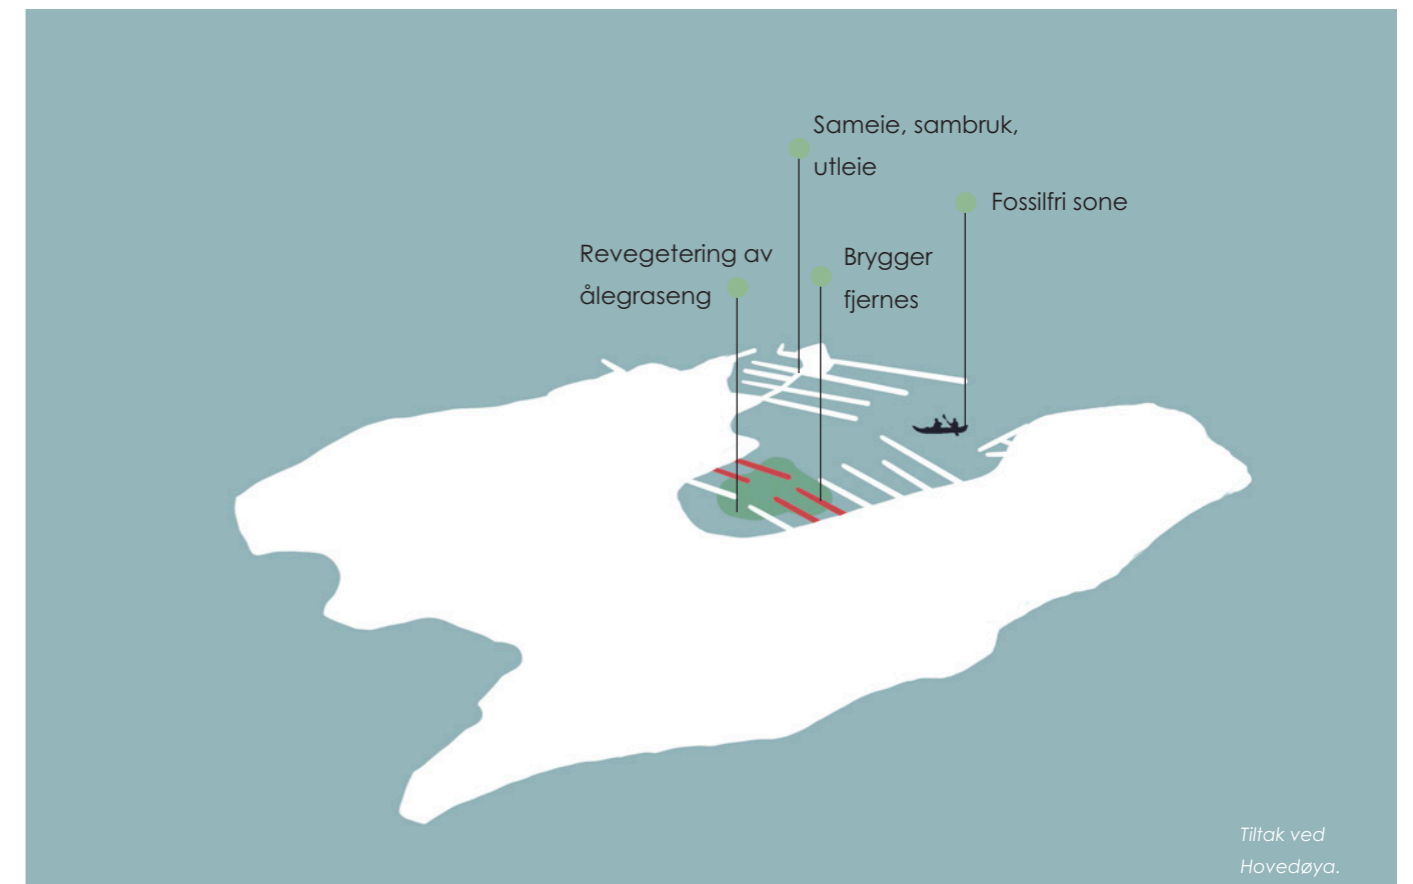 Sameie, sambruk,
utleie
Fossilfri sone
Revegetering av
ålegraseng
Brygger
fjernes
Tiltak ved
Hovedøya.